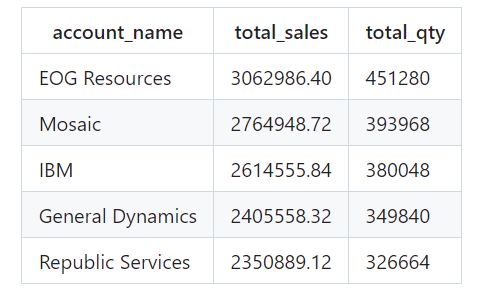 account_name total_sales total_qty
EOG Resources 3062986.40 451280
Mosaic 2764948.72 393968
IBM 2614555.84 380048
General Dynamics 2405558.32 349840
Republic Services 2350889.12 326664